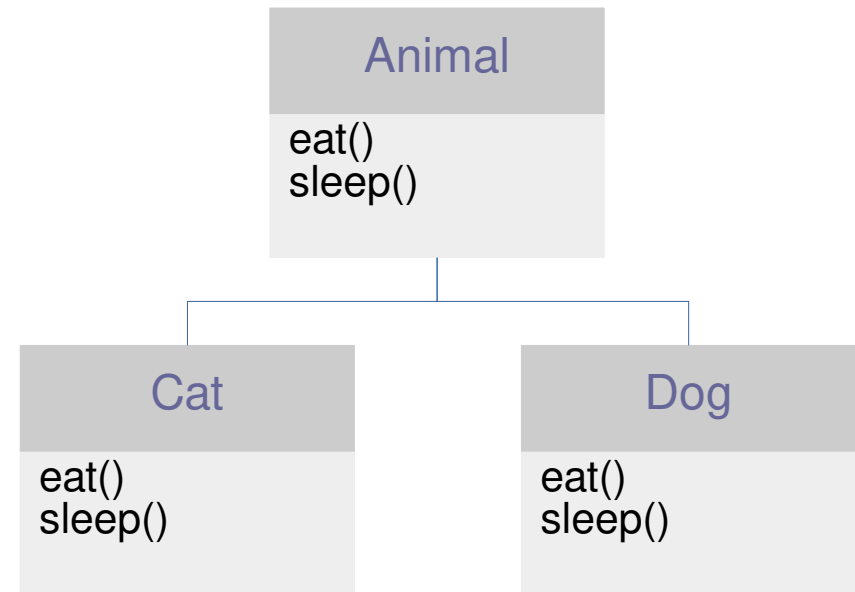 Animal
eat()
sleep()
Cat
eat()
sleep()
Dog
eat()
sleep()